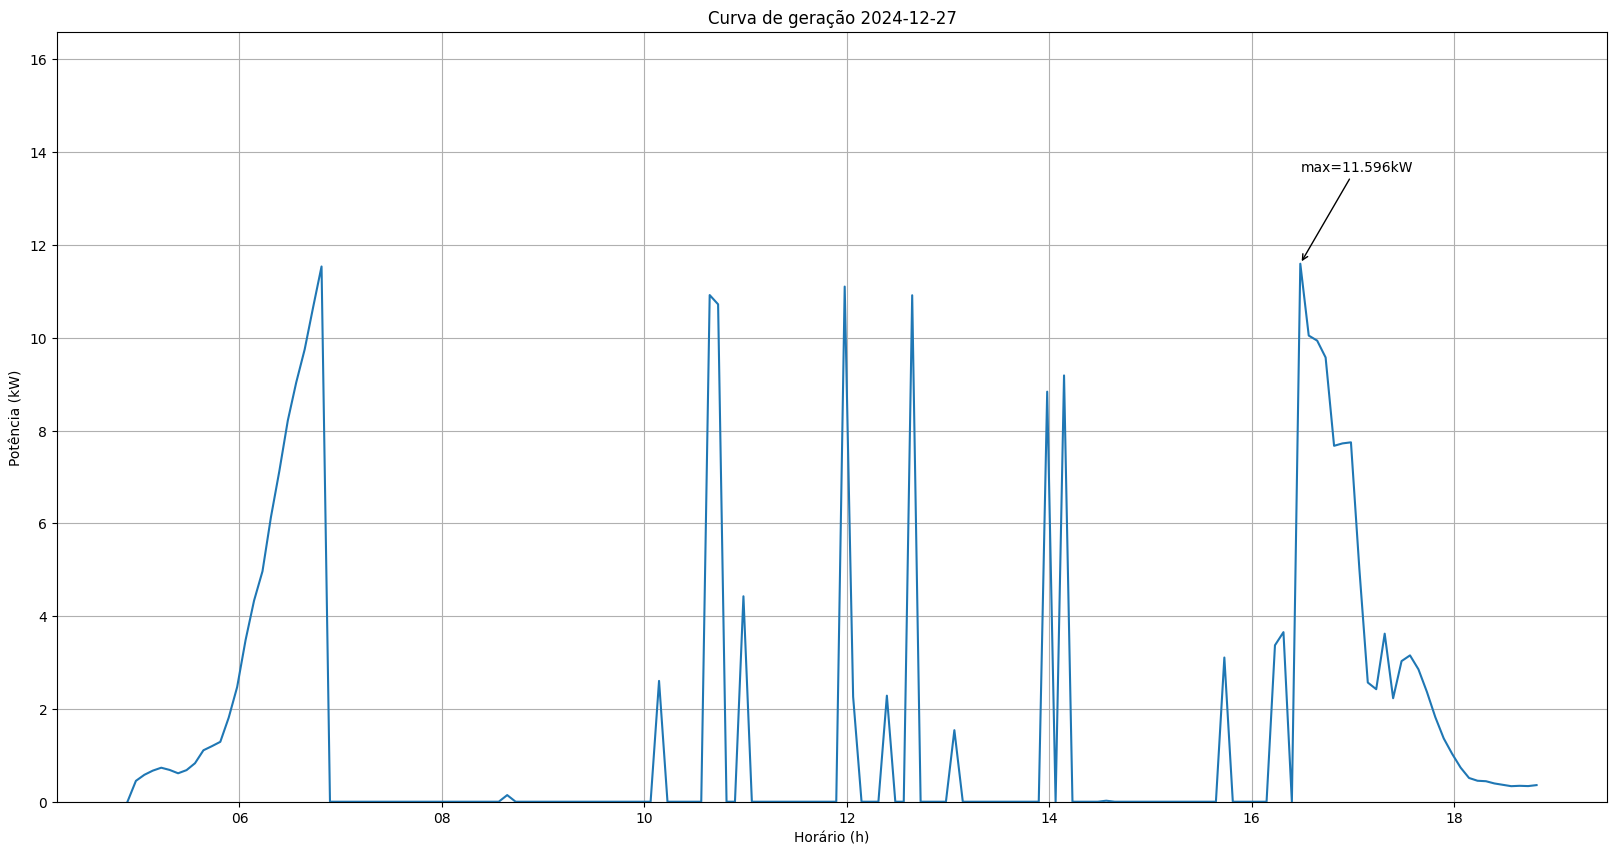 Curva de geração 2024-12-27
16
14
12
10
8
6
4
2
0
Potência (kW)
max=11.596kW
06 08 10 12 14 16 18
Horário (h)